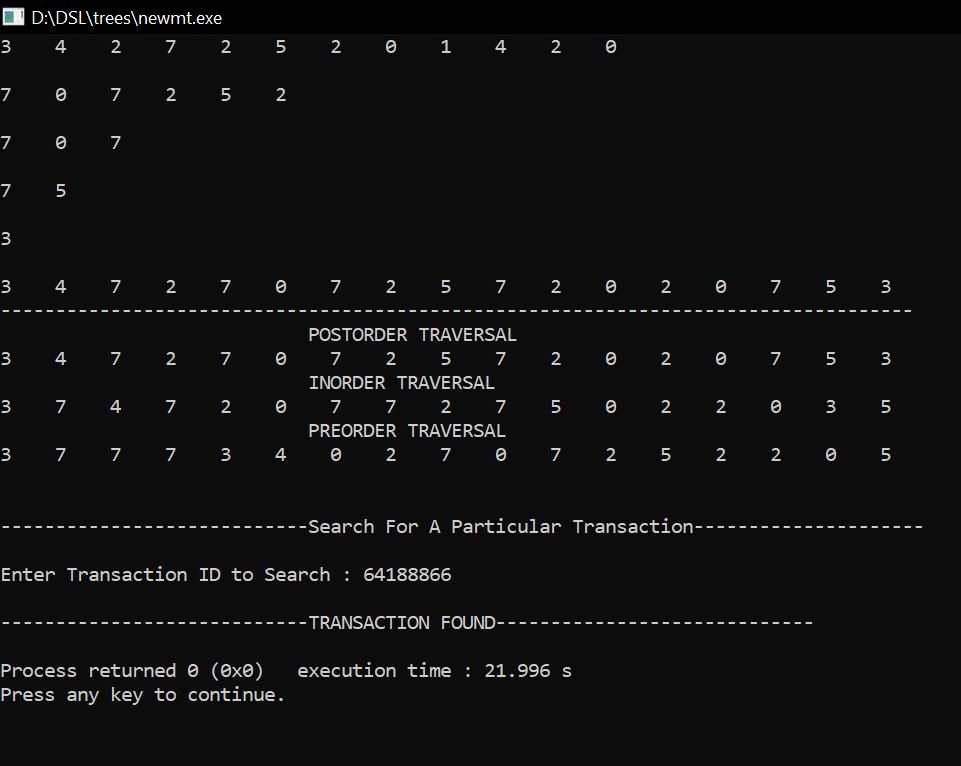 D:\DSL\trees\newmt.exe
3 4 2 7 2 5 2 0 1 4 2 0
7 0 7 2 5 2
7 0 7
7 5
3
3 4 7 2 7 0 7 2 5 7 2 0 2 0 7 5 3
-----------------------------------------------------------------------------------
POSTORDER TRAVERSAL
3 4 7 2 7 0 7 2 5 7 2 0 2 0 7 5 3
INORDER TRAVERSAL
3 7 4 7 2 0 7 7 2 7 5 0 2 2 0 3 5
PREORDER TRAVERSAL
3 7 7 7 3 4 0 2 7 0 7 2 5 2 2 0 5
----------------------------Search For A Particular Transaction---------------------
Enter Transaction ID to Search : 64188866
----------------------------TRANSACTION FOUND-----------------------------
Process returned 0 (0x0)   execution time : 21.996 s
Press any key to continue.